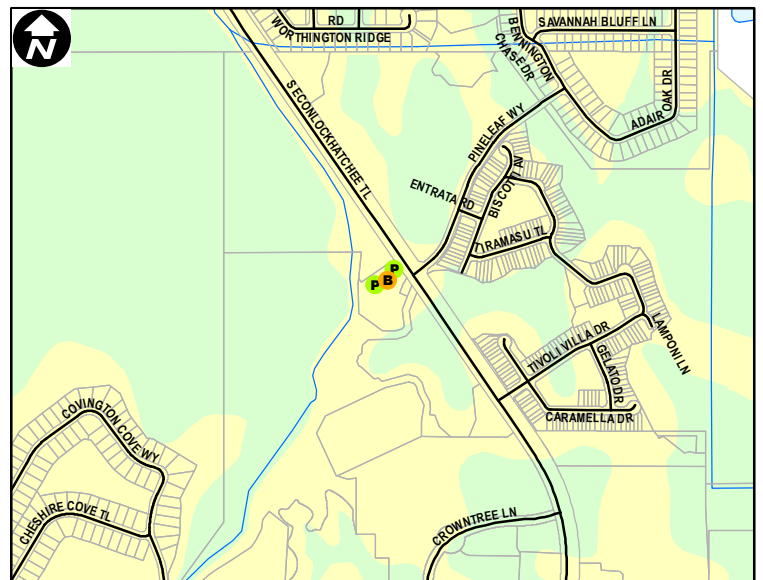 N
WORTHINGTON RIDGE
RD
SAVANNAH BLUFF LN
BENNINGTON
CHASE DR
ADAIR OAK DR
S ECONLOCKHATCHEE TL
PINELEAF WY
ENTRATA RD
BISCOTTI AV
TIRAMASU TL
P
B
P
LAMPONI LN
TIVOLI VILLA DR
GELATO DR
CARAMELLA DR
COVINGTON COVE WY
CHESHIRE COVE TL
CROWNTREE LN